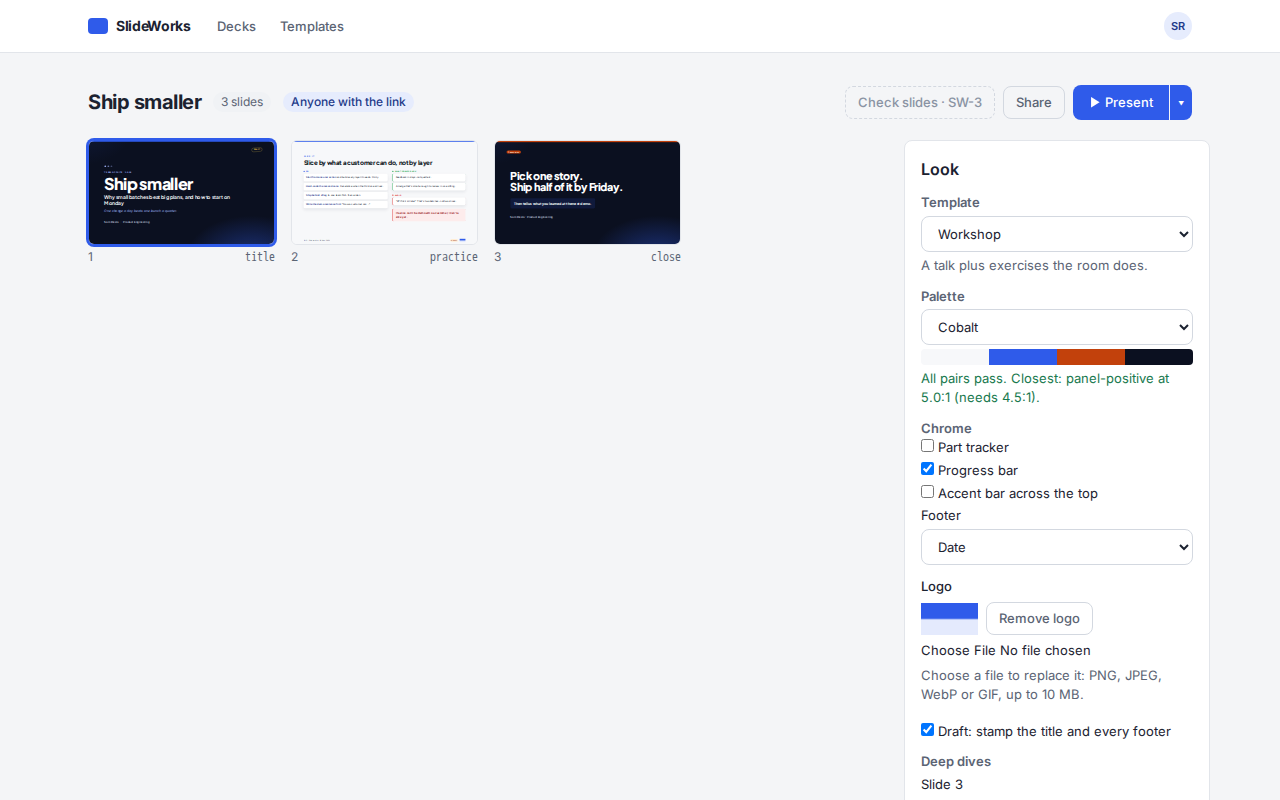 SlideWorks
Decks
Templates
SR
Ship smaller
3 slides
Anyone with the link
Check slides · SW-3
Share
Present
Ship smaller
Why small batches beat big plans, and how to start on
Monday
1
title
Slice by what a customer can do, not by layer
2
practice
Pick one story.
Ship half of it by Friday.
3
close
Look
Template
Workshop
A talk plus exercises the room does.
Palette
Cobalt
All pairs pass. Closest: panel-positive at
5.0:1 (needs 4.5:1).
Chrome
Part tracker
Progress bar
Accent bar across the top
Footer
Date
Logo
Remove logo
Choose File No file chosen
Choose a file to replace it: PNG, JPEG,
WebP or GIF, up to 10 MB.
Draft: stamp the title and every footer
Deep dives
Slide 3